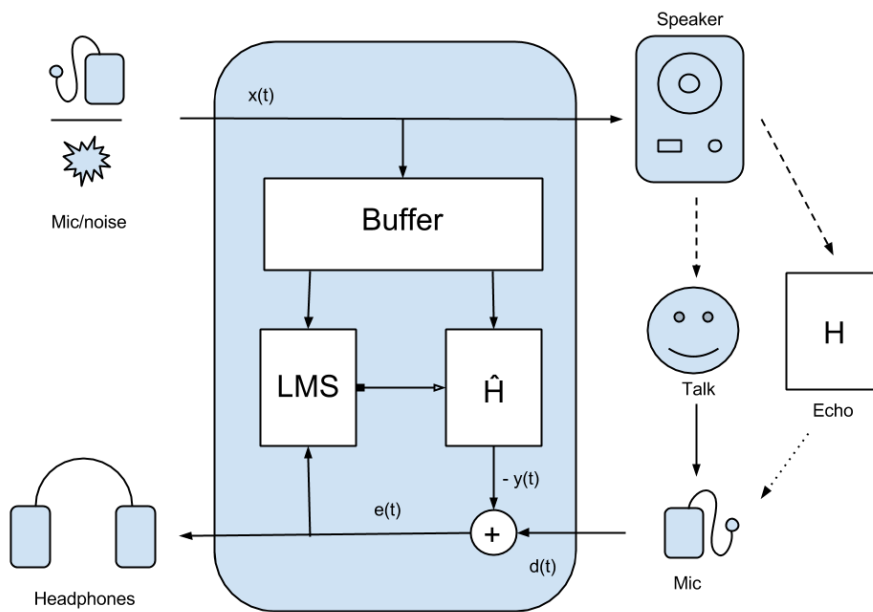 Speaker
x(t)
Mic/noise
Buffer
LMS
Ĥ
H
Talk
Echo
- y(t)
e(t)
+
d(t)
Mic
Headphones